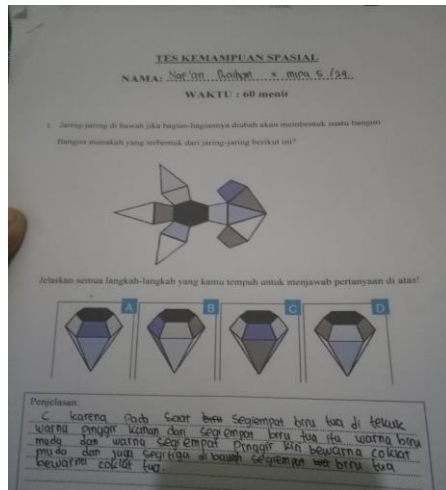 TES KEMAMPUAN SPASIAL
NAMA: Nap'an Raihan x mipa 5 /29.
WAKTU : 60 menit
1. Jaring-jaring di bawah jika bagian-bagiannya diubah akan membentuk suatu bangun
Bangun manakah yang terbentuk dari jaring-jaring berikut ini?
Jelaskan semua langkah-langkah yang kamu tempuh untuk menjawab pertanyaan di atas!
A B C D
Penjelasan:
C karena pada saat segiempat biru tua di tekuk
warna pinggir kanan dari segiempat biru tua itu warna biru
muda dan warna segiempat pinggir kiri bewarna coklat
muda dan juga segitiga di bawah segiempat biru tua
bewarna coklat tua.